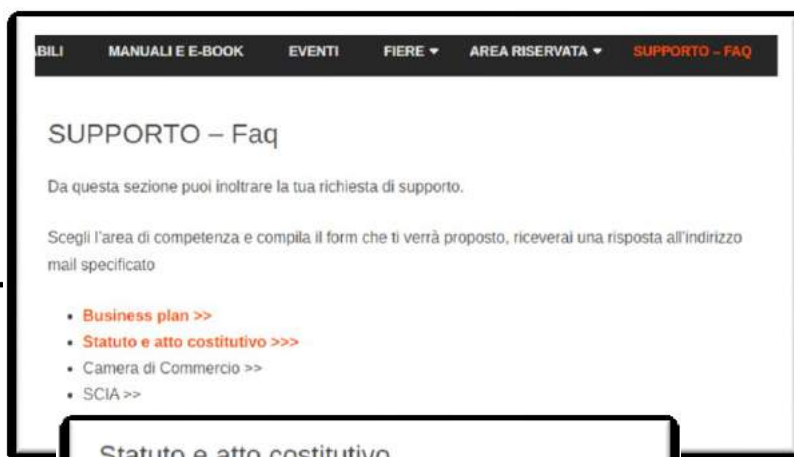 MANUALI E E-BOOK EVENTI FIERE AREA RISERVATA SUPPORTO – FAQ
SUPPORTO – Faq
Da questa sezione puoi inoltrare la tua richiesta di supporto.
Scegli l'area di competenza e compila il form che ti verrà proposto, riceverai una risposta all'indirizzo
mail specificato
• Business plan >>
• Statuto e atto costitutivo >>>
• Camera di Commercio >>
• SCIA >>
Statuto e atto costitutivo